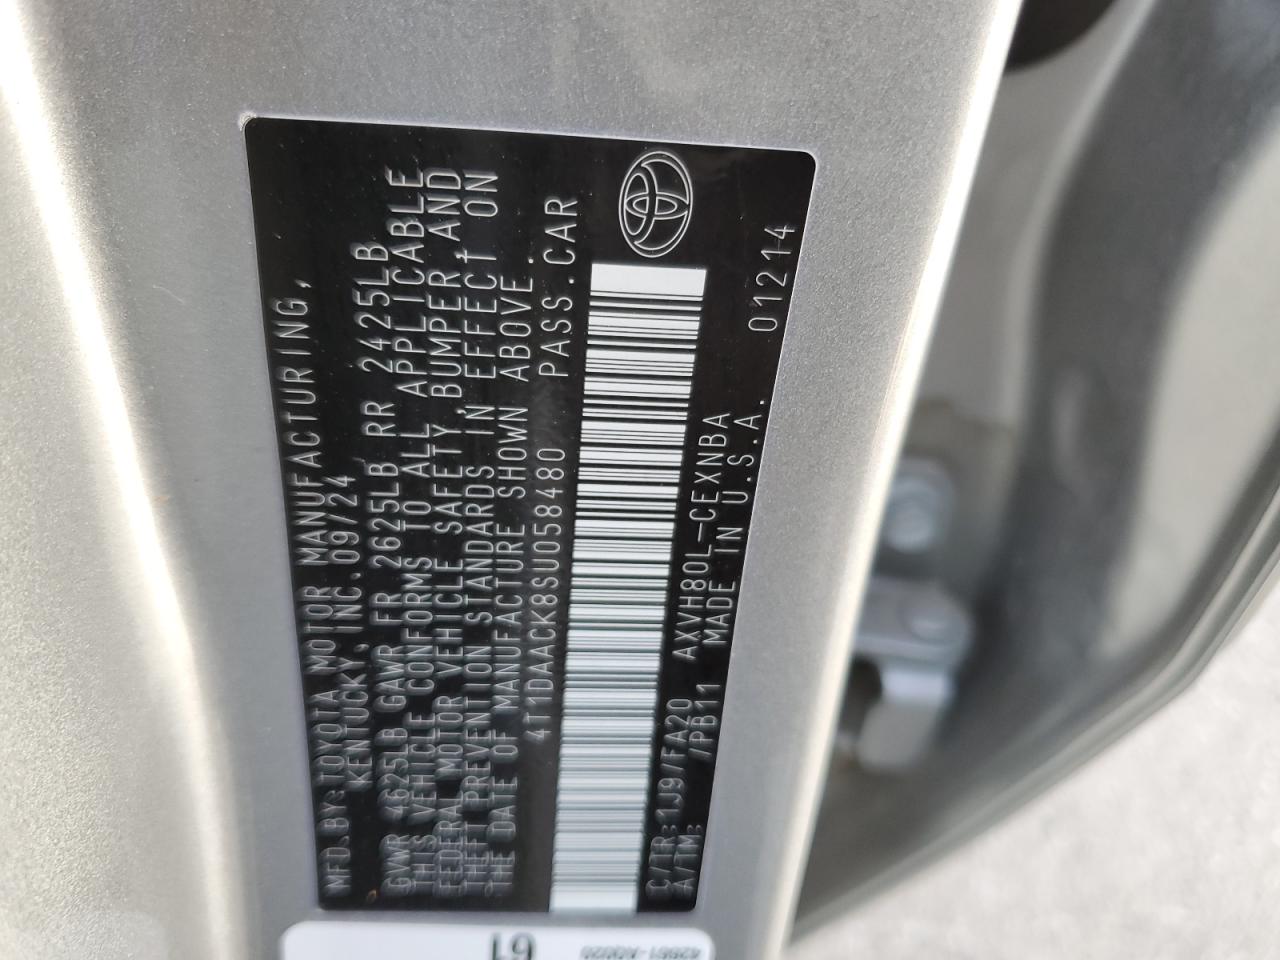 MFD.BY:TOYOTA MOTOR MANUFACTURING,
KENTUCKY, INC.09/24
GVWR 4625LB GAWR FR 2625LB RR 2425LB
THIS VEHICLE CONFORMS TO ALL APPLICABLE
FEDERAL MOTOR VEHICLE SAFETY,BUMPER,AND
THEFT PREVENTION STANDARDS IN EFFECT ON
THE DATE OF MANUFACTURE SHOWN ABOVE.
4T1DAACK8SU058480 PASS.CAR
C/TR:1J9/FA20 AXVH80L-CEXNBA
A/TM: /PB11 MADE IN U.S.A. 01214
61